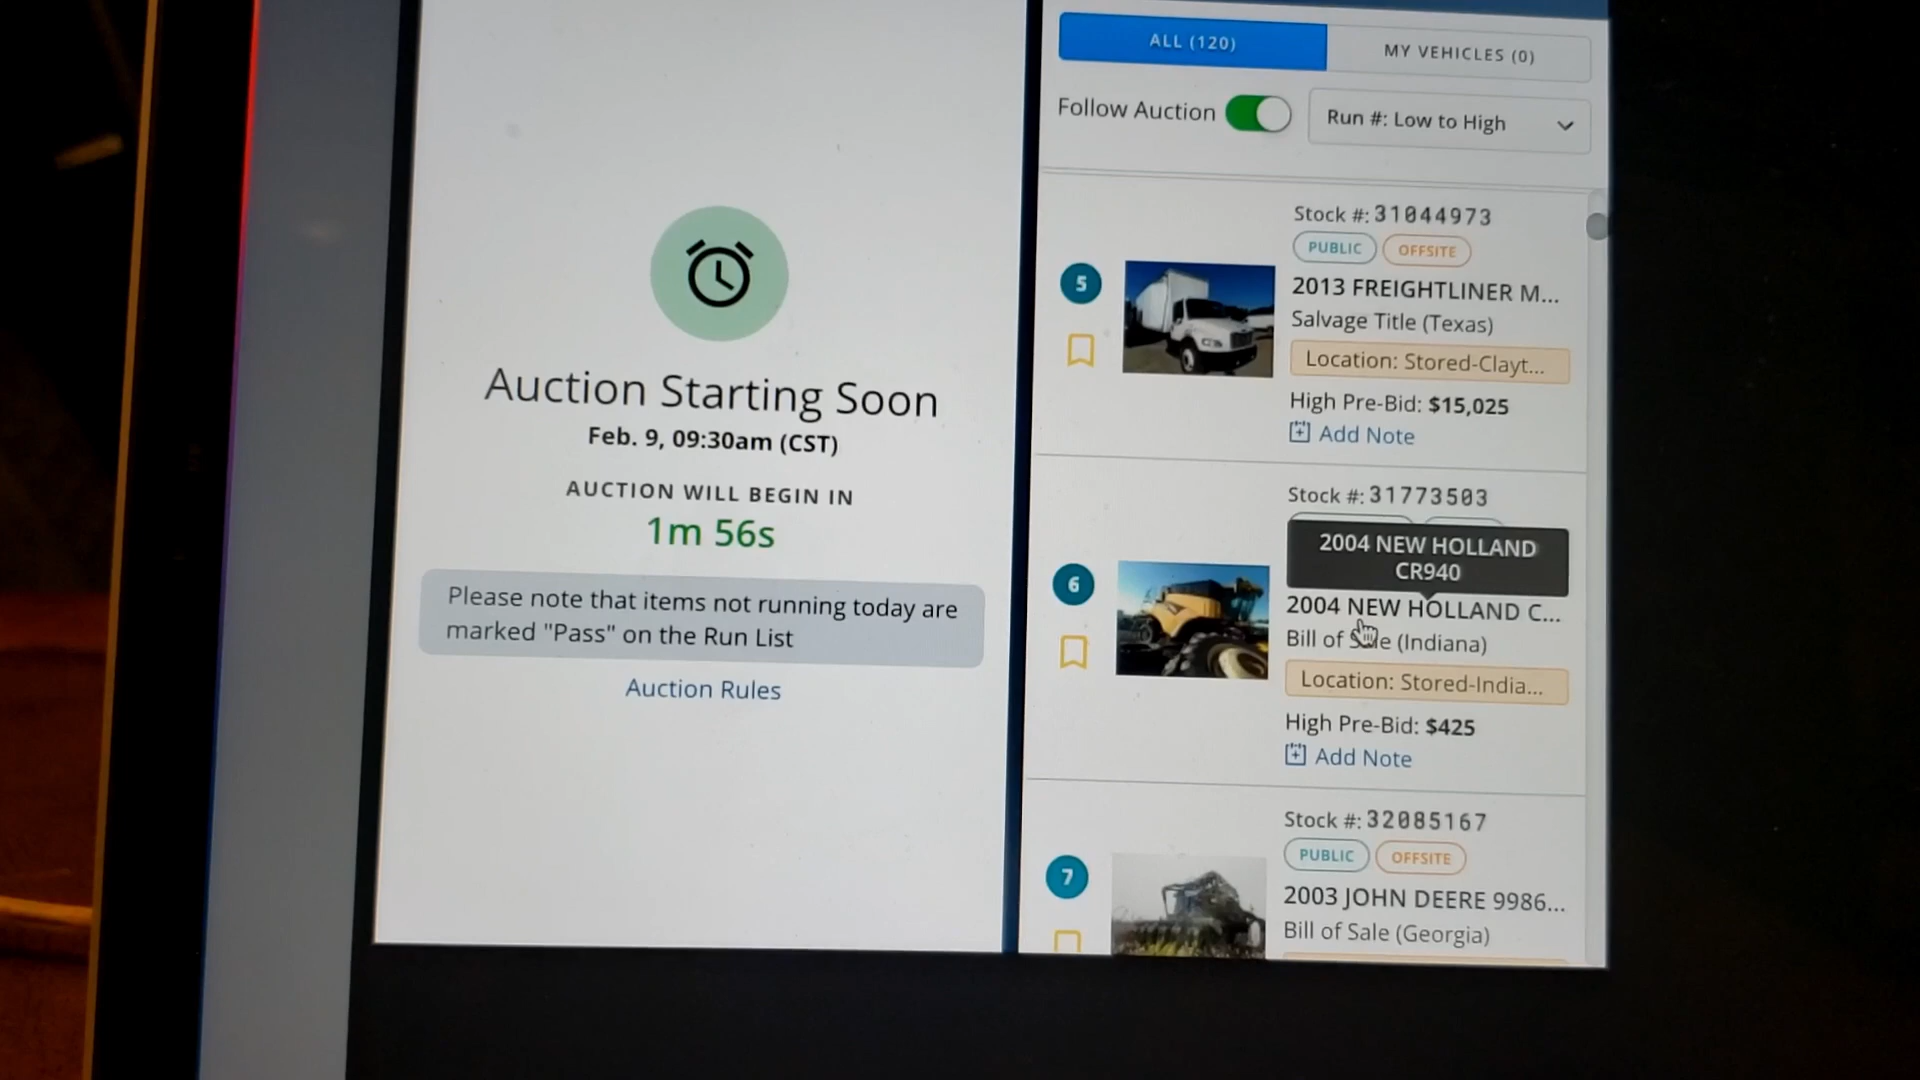 Auction Starting Soon
Feb. 9, 09:30am (CST)
AUCTION WILL BEGIN IN
1m 56s
Please note that items not running today are
marked "Pass" on the Run List
Auction Rules
ALL (120)
MY VEHICLES (0)
Follow Auction
Run #: Low to High
5
Stock #: 31044973
PUBLIC
OFFSITE
2013 FREIGHTLINER M...
Salvage Title (Texas)
Location: Stored-Clayt...
High Pre-Bid: $15,025
Add Note
6
Stock #: 31773503
2004 NEW HOLLAND
CR940
2004 NEW HOLLAND C...
Bill of Sale (Indiana)
Location: Stored-India...
High Pre-Bid: $425
Add Note
7
Stock #: 32085167
PUBLIC
OFFSITE
2003 JOHN DEERE 9986...
Bill of Sale (Georgia)